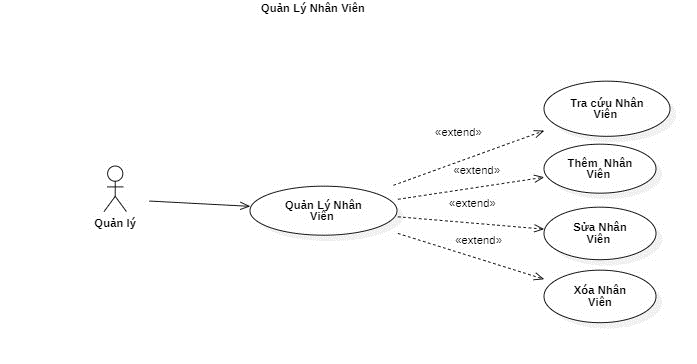 Quản Lý Nhân Viên
Tra cứu Nhân
Viên
«extend»
Thêm Nhân
Viên
«extend»
Quản Lý Nhân
Viên
«extend»
Quản lý
Sửa Nhân
Viên
«extend»
Xóa Nhân
Viên